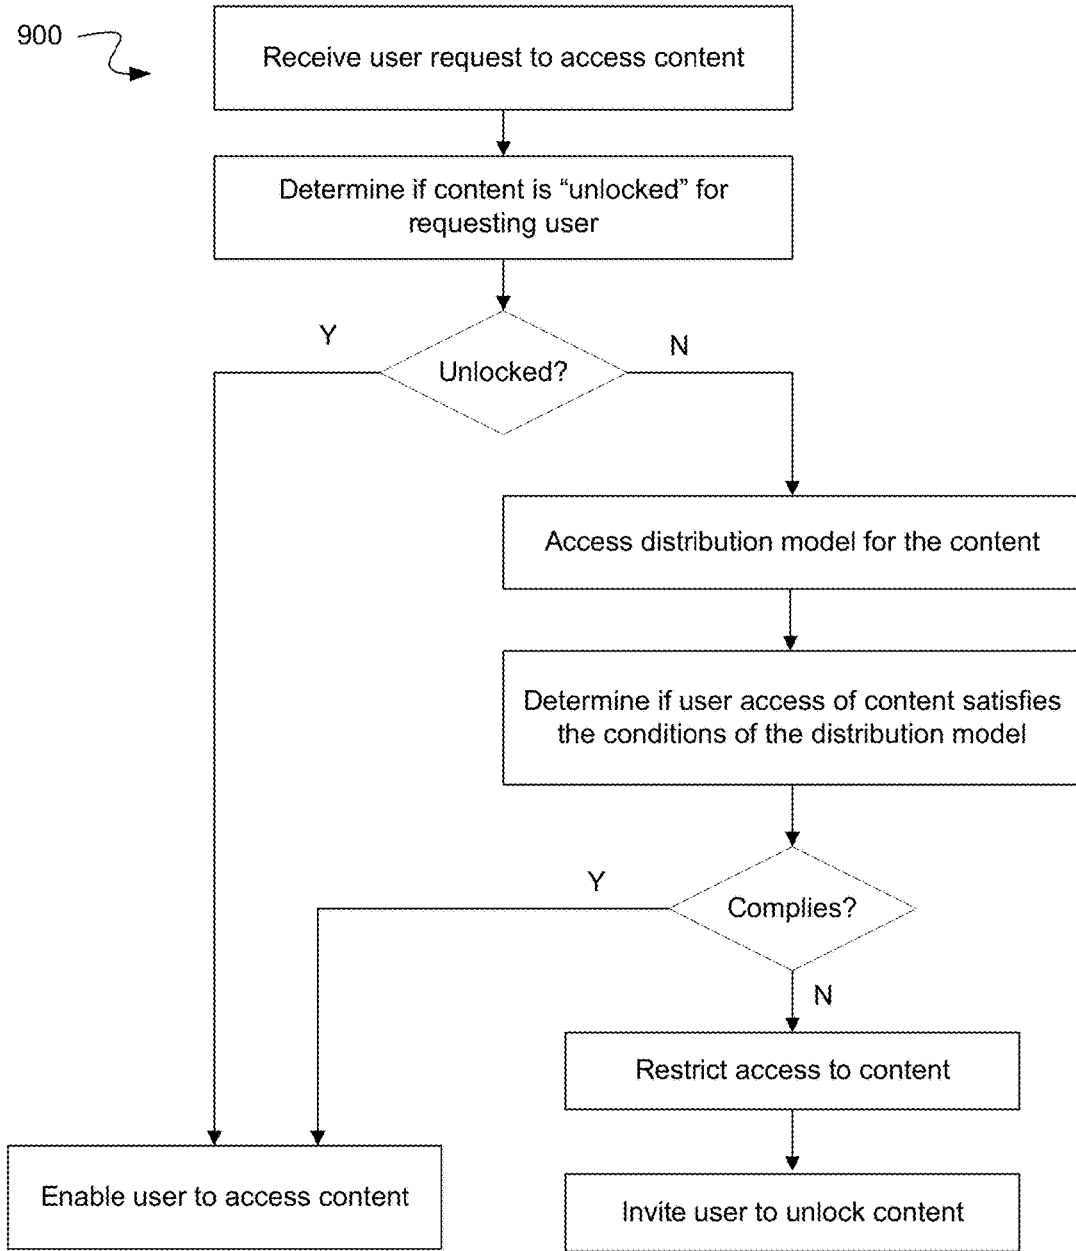 900
Receive user request to access content
Determine if content is “unlocked” for
requesting user
Y
N
Unlocked?
Access distribution model for the content
Determine if user access of content satisfies
the conditions of the distribution model
Y
Complies?
N
Restrict access to content
Enable user to access content
Invite user to unlock content